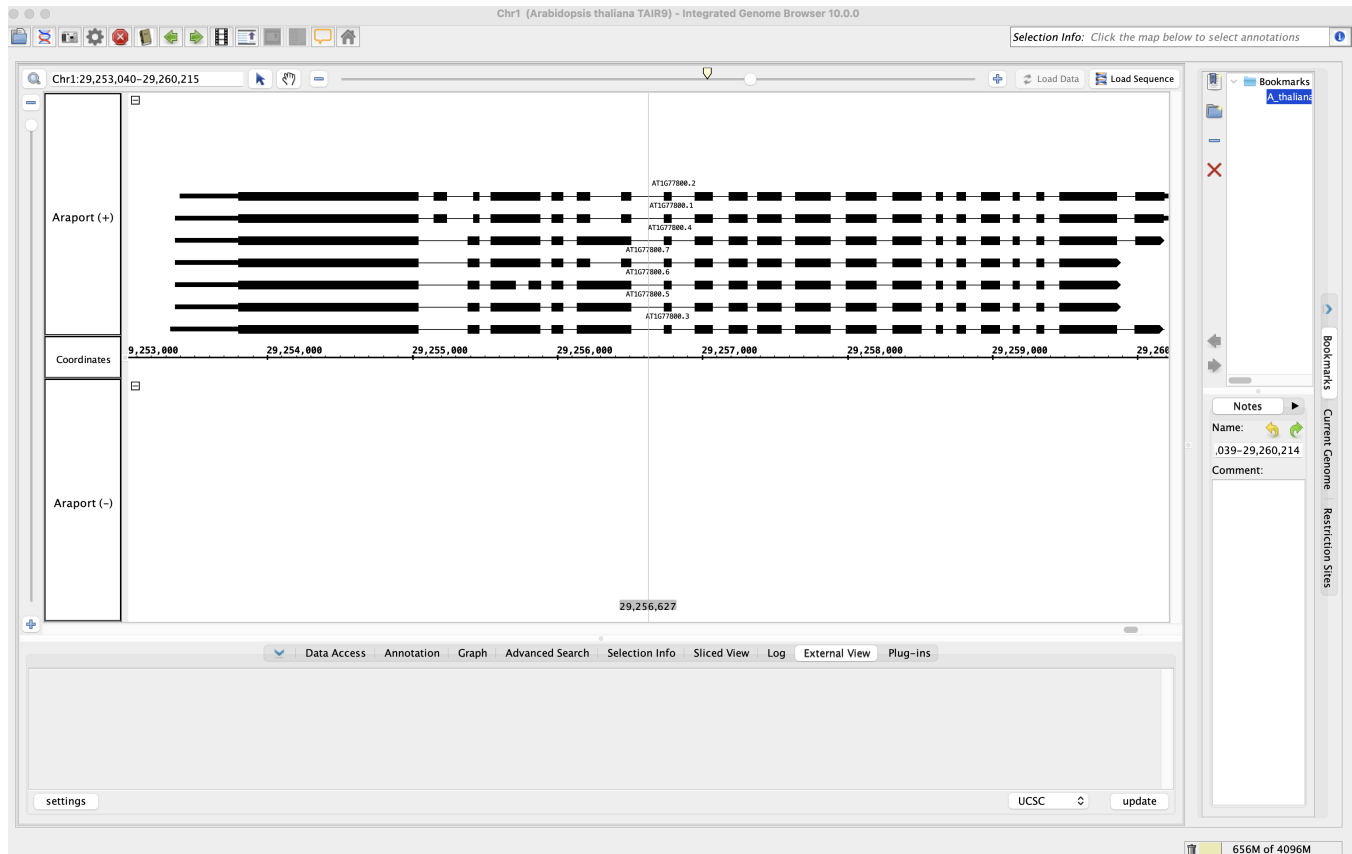 Chr1 (Arabidopsis thaliana TAIR9) - Integrated Genome Browser 10.0.0
Selection Info: Click the map below to select annotations
Chr1:29,253,040-29,260,215
Load Data
Load Sequence
Bookmarks
A_thaliana
Araport (+)
AT1G77800.2
AT1G77800.1
AT1G77800.4
AT1G77800.7
AT1G77800.6
AT1G77800.5
AT1G77800.3
Coordinates
9,253,000 29,254,000 29,255,000 29,256,000 29,257,000 29,258,000 29,259,000 29,260
Araport (-)
29,256,627
Bookmarks
Current Genome
Restriction Sites
Notes
Name:
,039-29,260,214
Comment:
Data Access Annotation Graph Advanced Search Selection Info Sliced View Log External View Plug-ins
settings
UCSC
update
656M of 4096M